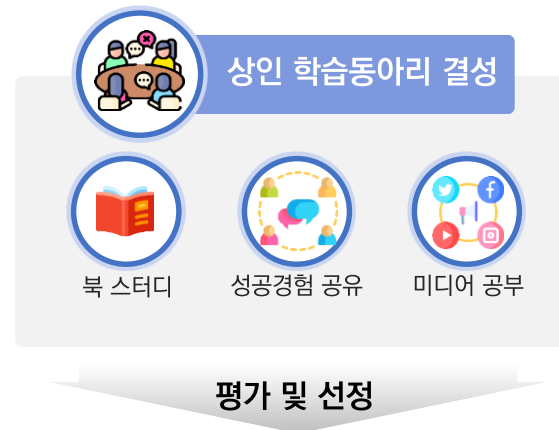 상인 학습동아리 결성
북 스터디
성공경험 공유
미디어 공부
평가 및 선정